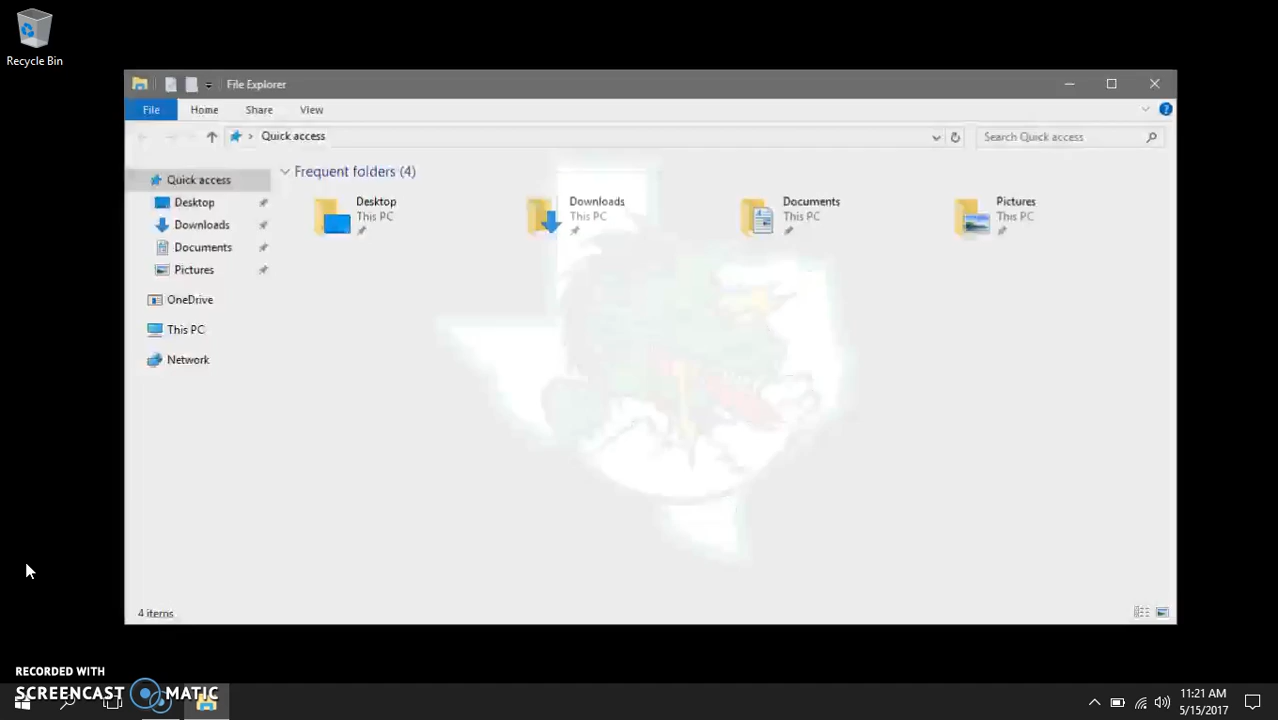 Recycle Bin
File Explorer
File Home Share View
Quick access
Search Quick access
Quick access
Desktop
Downloads
Documents
Pictures
OneDrive
This PC
Network
Frequent folders (4)
Desktop
This PC
Downloads
This PC
Documents
This PC
Pictures
This PC
4 items
RECORDED WITH
SCREENCAST MATIC
11:21 AM
5/15/2017